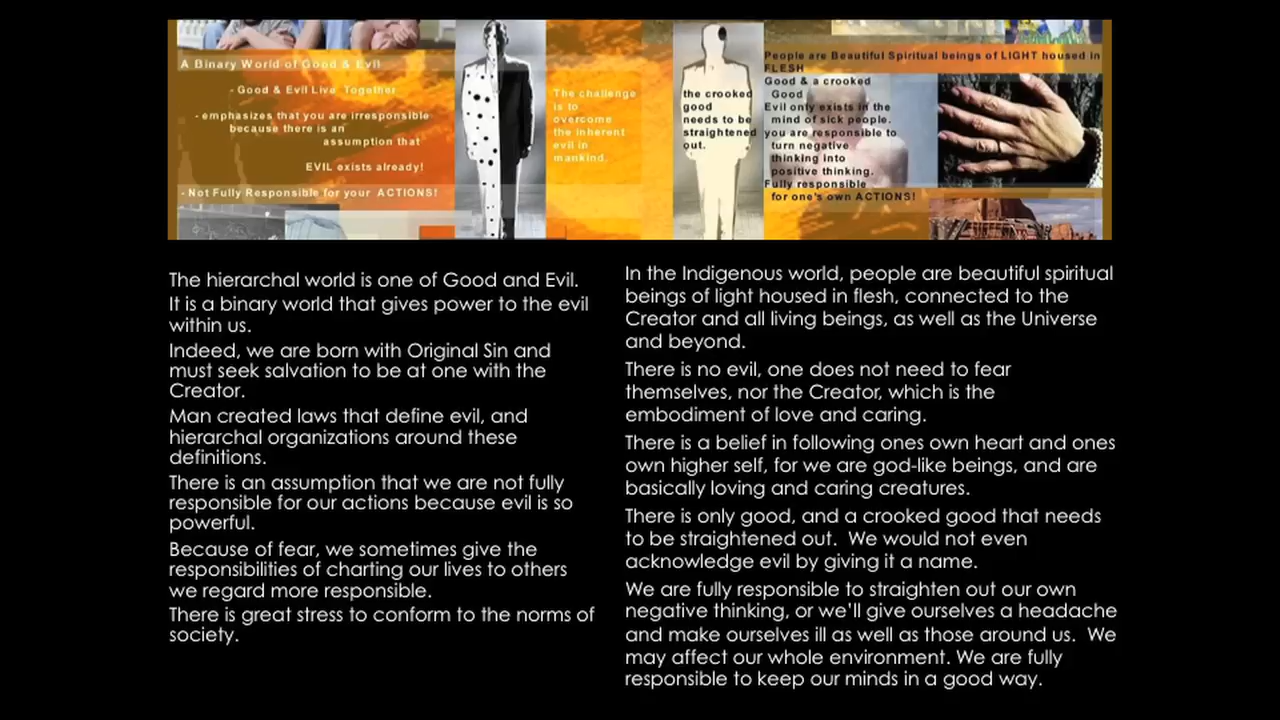 A Binary World of Good & Evil
- Good & Evil Live Together
- emphasizes that you are irresponsible
because there is an
assumption that
EVIL exists already!
- Not Fully Responsible for your ACTIONS!
The challenge
is to
overcome
the inherent
evil in
mankind.
the crooked
good
needs to be
straightened
out.
People are Beautiful Spiritual beings of LIGHT housed in
FLESH
Good & a crooked
Good
Evil only exists in the
mind of sick people.
you are responsible to
turn negative
thinking into
positive thinking.
Fully responsible
for one's own ACTIONS!
The hierarchal world is one of Good and Evil.
It is a binary world that gives power to the evil
within us.
Indeed, we are born with Original Sin and
must seek salvation to be at one with the
Creator.
Man created laws that define evil, and
hierarchal organizations around these
definitions.
There is an assumption that we are not fully
responsible for our actions because evil is so
powerful.
Because of fear, we sometimes give the
responsibilities of charting our lives to others
we regard more responsible.
There is great stress to conform to the norms of
society.
In the Indigenous world, people are beautiful spiritual
beings of light housed in flesh, connected to the
Creator and all living beings, as well as the Universe
and beyond.
There is no evil, one does not need to fear
themselves, nor the Creator, which is the
embodiment of love and caring.
There is a belief in following ones own heart and ones
own higher self, for we are god-like beings, and are
basically loving and caring creatures.
There is only good, and a crooked good that needs
to be straightened out.  We would not even
acknowledge evil by giving it a name.
We are fully responsible to straighten out our own
negative thinking, or we'll give ourselves a headache
and make ourselves ill as well as those around us.  We
may affect our whole environment. We are fully
responsible to keep our minds in a good way.